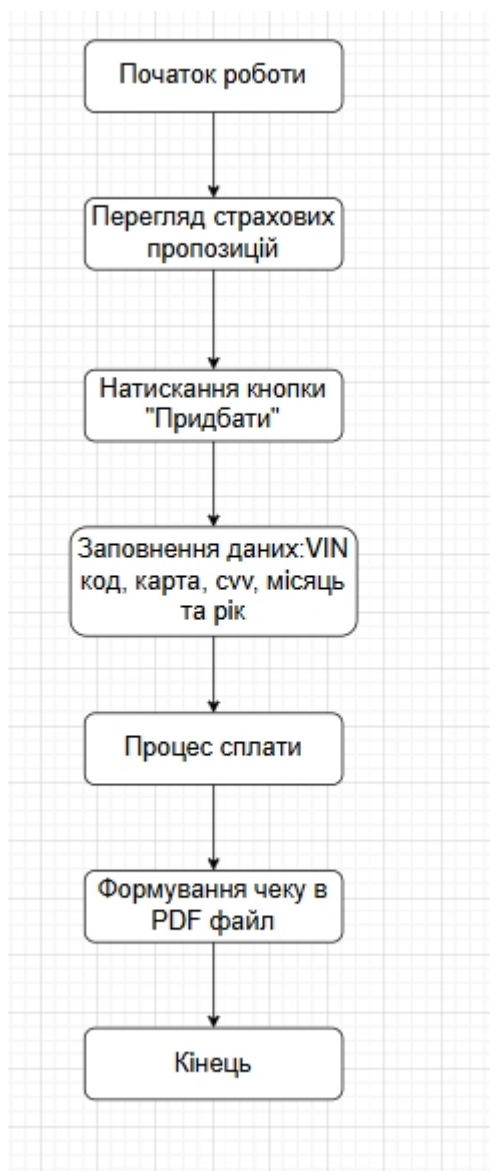 Початок роботи
Перегляд страхових
пропозицій
Натискання кнопки
"Придбати"
Заповнення даних:VIN
код, карта, cvv, місяць
та рік
Процес сплати
Формування чеку в
PDF файл
Кінець